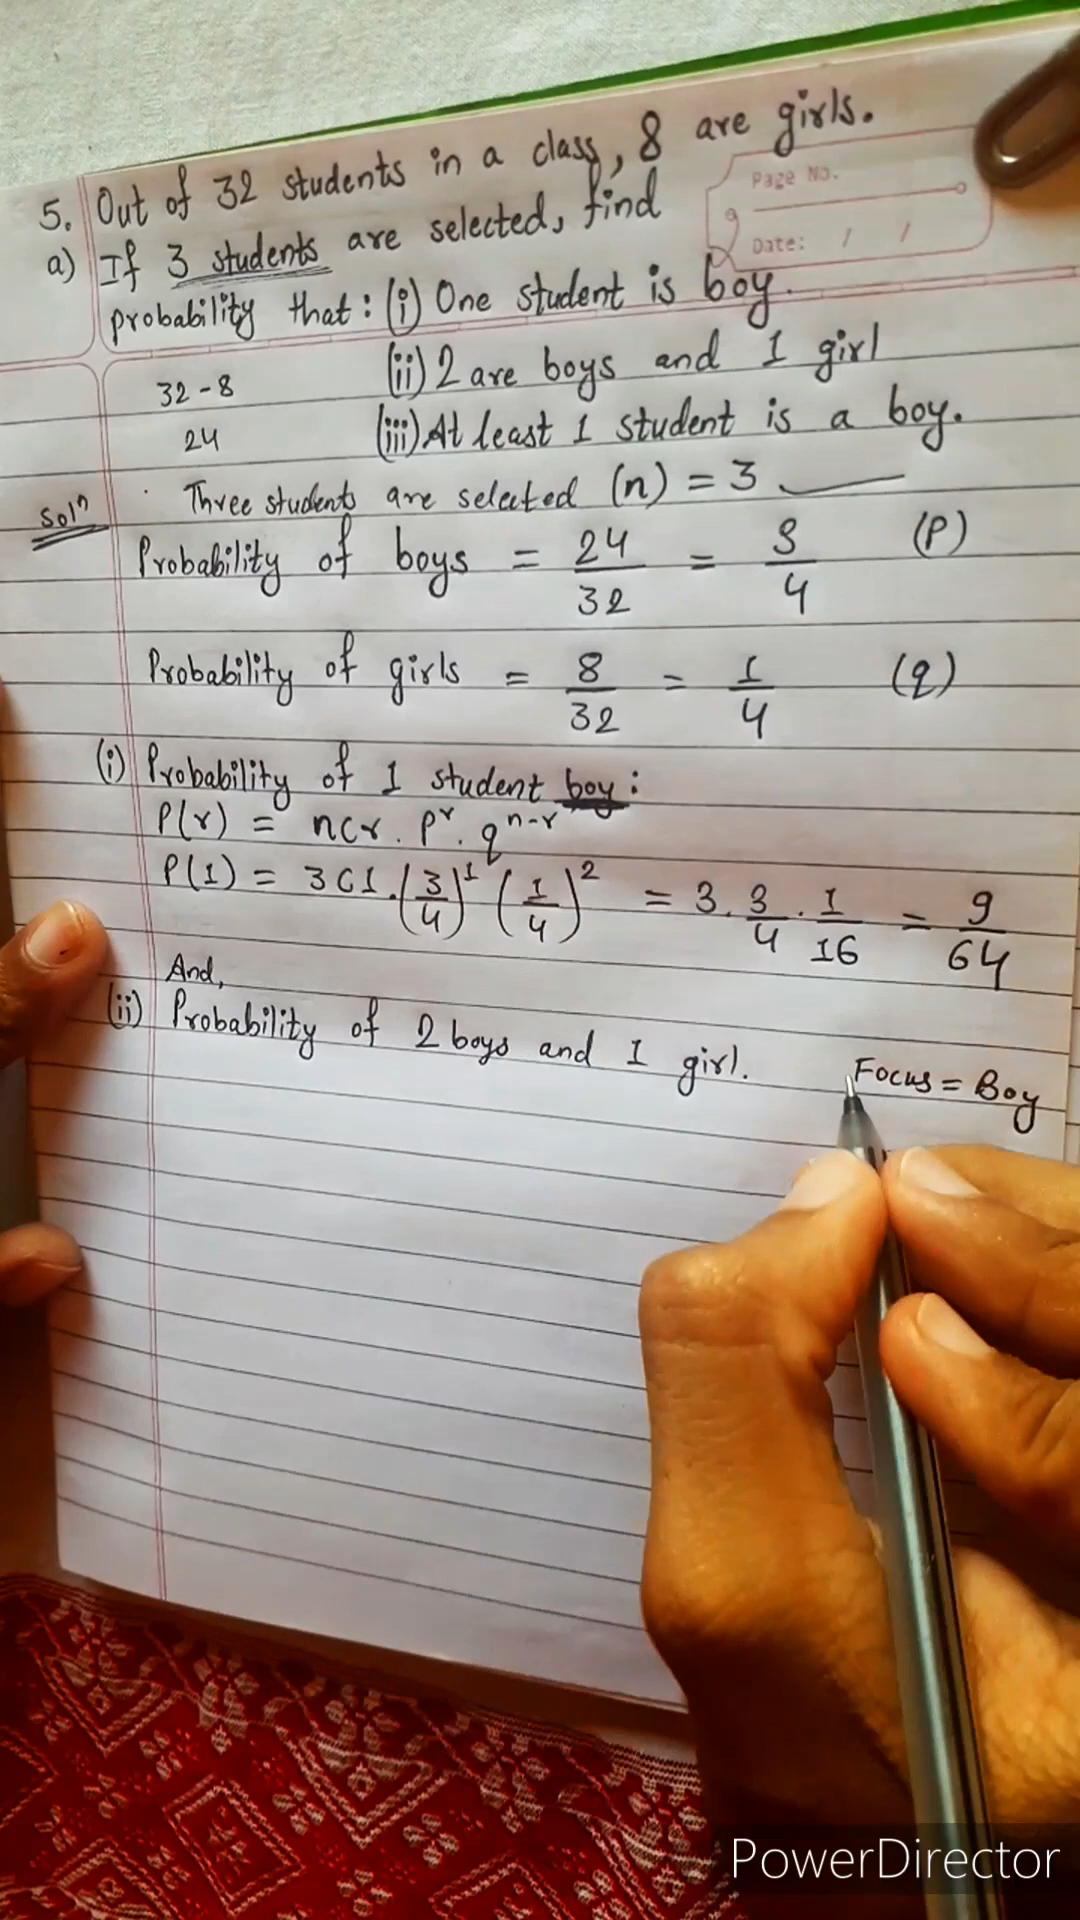 5. Out of 32 students in a class, 8 are girls.
Page No.
a) If 3 students are selected, find
Date: / /
probability that: (i) One student is boy.
32 - 8 (ii) 2 are boys and 1 girl
24 (iii) At least 1 student is a boy.
Solⁿ Three students are selected (n) = 3
Probability of boys = 24/32 = 3/4 (P)
Probability of girls = 8/32 = 1/4 (q)
(i) Probability of 1 student boy:
P(r) = ncr . p^r . q^n-r
P(1) = 3C1 . (3/4)^1 (1/4)^2 = 3 . 3/4 . 1/16 = 9/64
And,
(ii) Probability of 2 boys and 1 girl.
Focus = Boy
PowerDirector